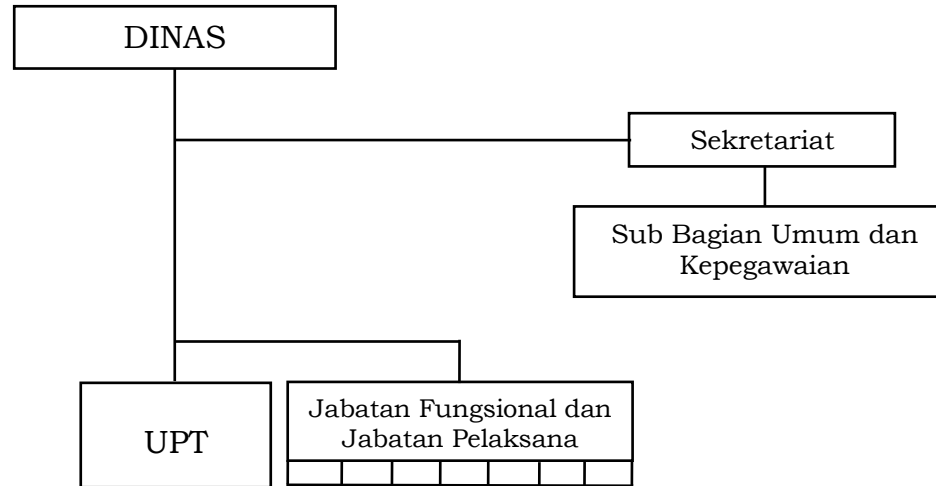 DINAS
Sekretariat
Sub Bagian Umum dan
Kepegawaian
UPT
Jabatan Fungsional dan
Jabatan Pelaksana